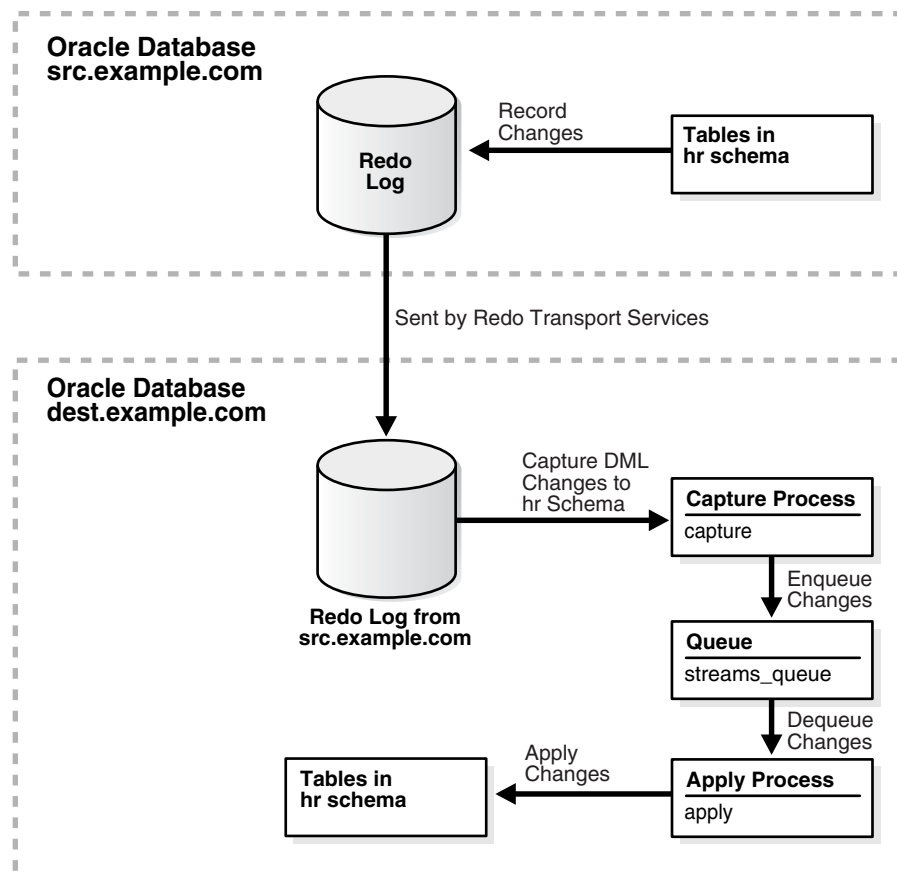 Oracle Database
src.example.com
Record
Changes
Tables in
hr schema
Redo
Log
Sent by Redo Transport Services
Oracle Database
dest.example.com
Capture DML
Changes to
hr Schema
Capture Process
capture
Redo Log from
src.example.com
Enqueue
Changes
Queue
streams_queue
Dequeue
Changes
Apply Process
apply
Apply
Changes
Tables in
hr schema